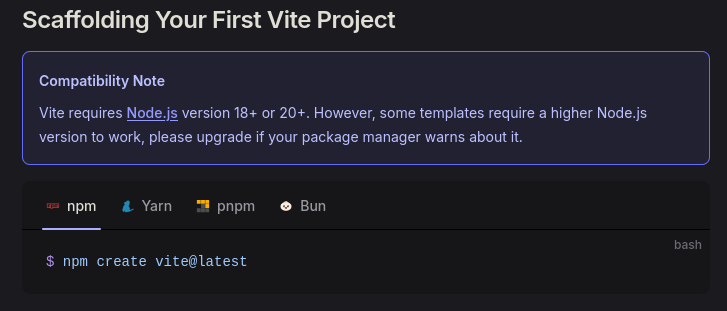 Scaffolding Your First Vite Project
Compatibility Note
Vite requires Node.js version 18+ or 20+. However, some templates require a higher Node.js
version to work, please upgrade if your package manager warns about it.
npm Yarn pnpm Bun
bash
$ npm create vite@latest